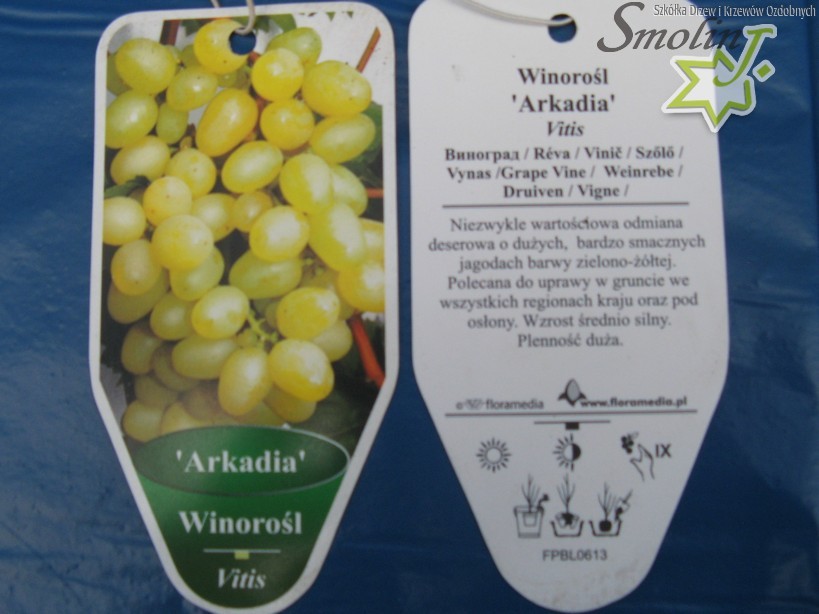 Szkółka Drzew i Krzewów Ozdobnych
Smolin
'Arkadia'
Winorośl
Vitis
Winorośl
'Arkadia'
Vitis
Виноград / Réva / Vinič / Szőlő /
Vynas /Grape Vine / Weinrebe /
Druiven / Vigne /
Niezwykle wartościowa odmiana
deserowa o dużych, bardzo smacznych
jagodach barwy zielono-żółtej.
Polecana do uprawy w gruncie we
wszystkich regionach kraju oraz pod
osłony. Wzrost średnio silny.
Plenność duża.
© floramedia www.floramedia.pl
IX
FPBL0613